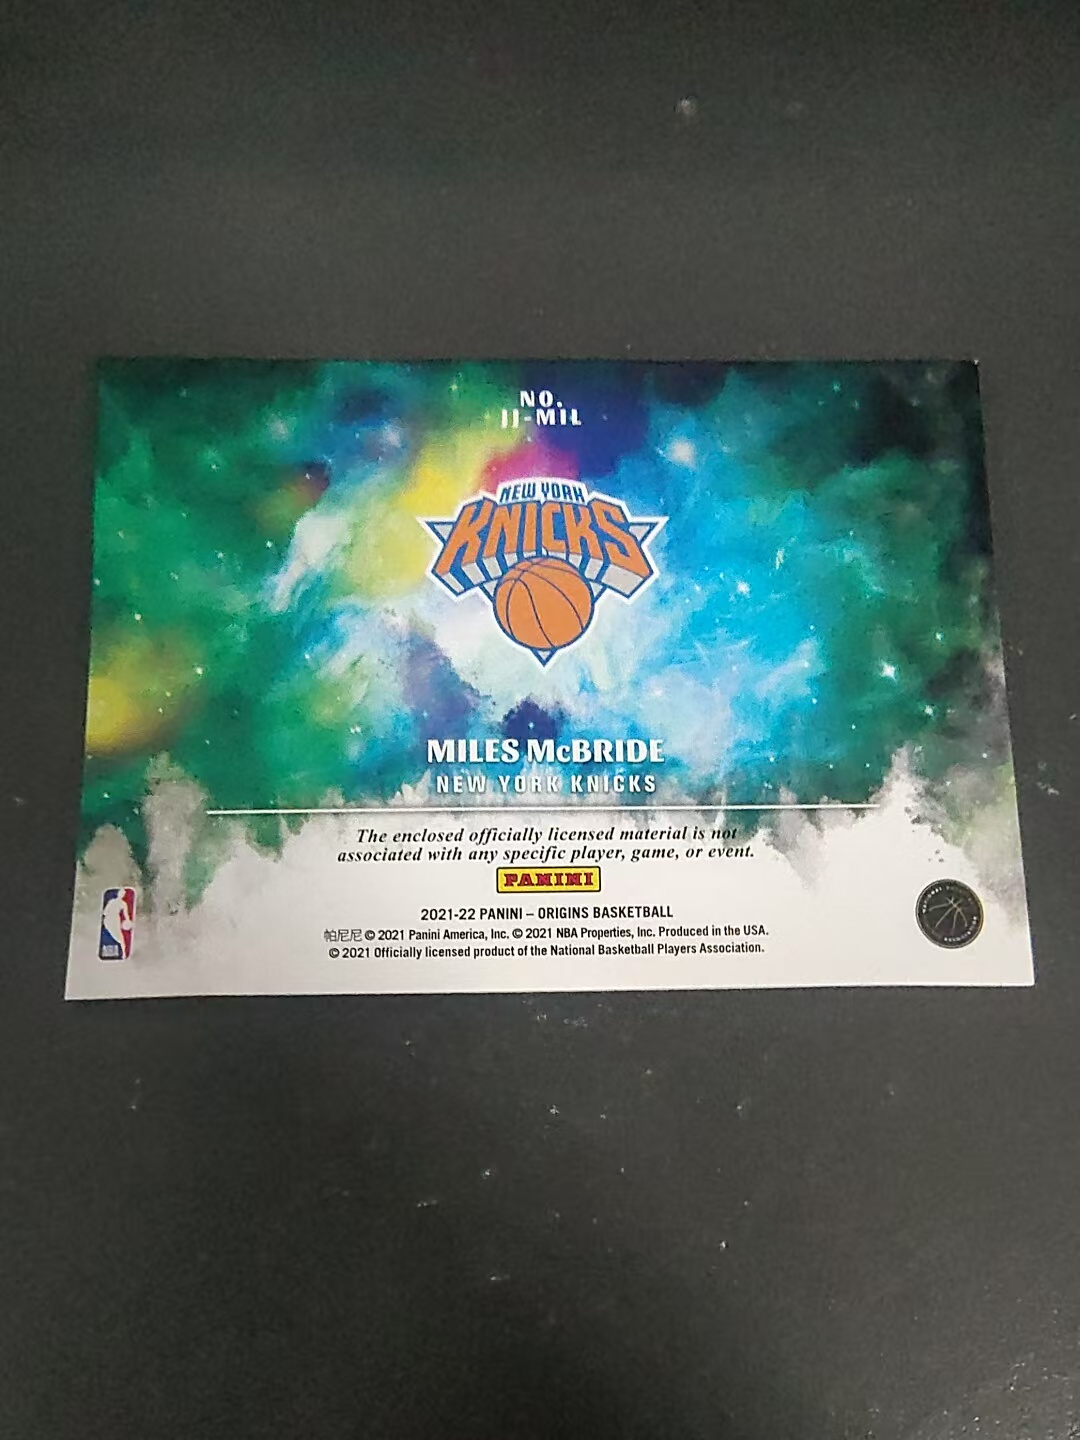 NO.
JJ-MIL
NEW YORK
KNICKS
MILES McBRIDE
NEW YORK KNICKS
The enclosed officially licensed material is not
associated with any specific player, game, or event.
PANINI
2021-22 PANINI – ORIGINS BASKETBALL
帕尼尼 © 2021 Panini America, Inc. © 2021 NBA Properties, Inc. Produced in the USA.
© 2021 Officially licensed product of the National Basketball Players Association.
NBA